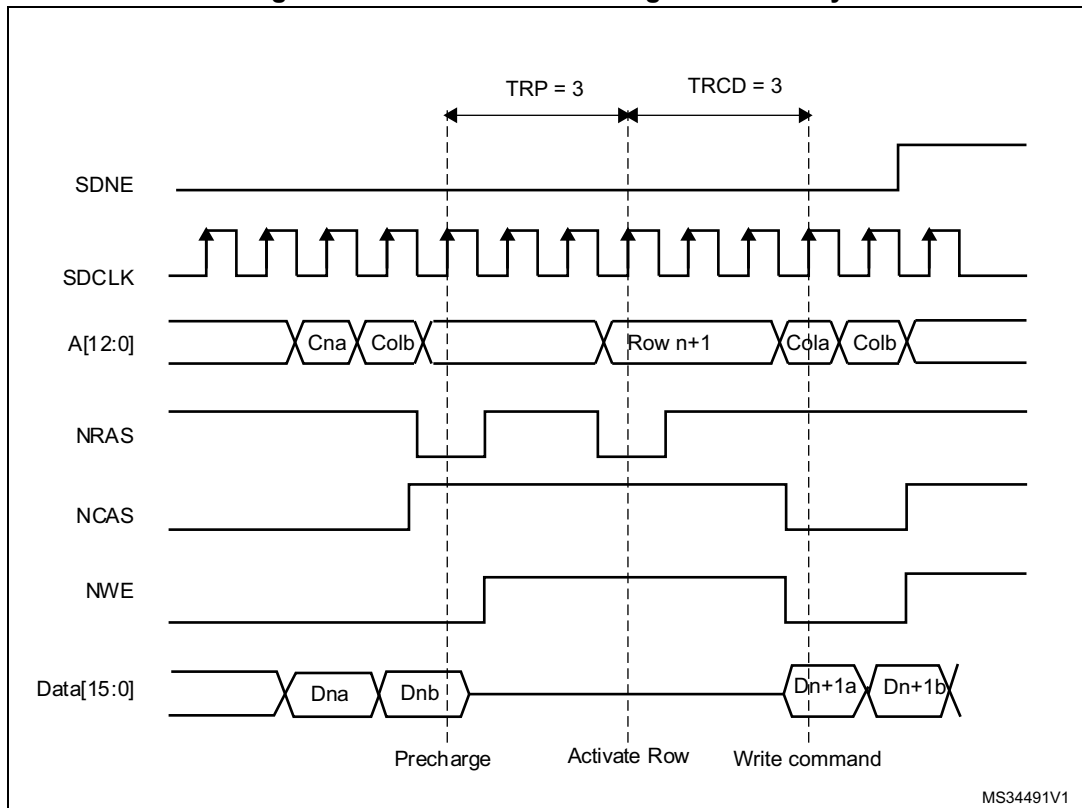 TRP = 3 TRCD = 3
SDNE
SDCLK
A[12:0] Cna Colb Row n+1 Cola Colb
NRAS
NCAS
NWE
Data[15:0] Dna Dnb Dn+1a Dn+1b
Precharge Activate Row Write command
MS34491V1